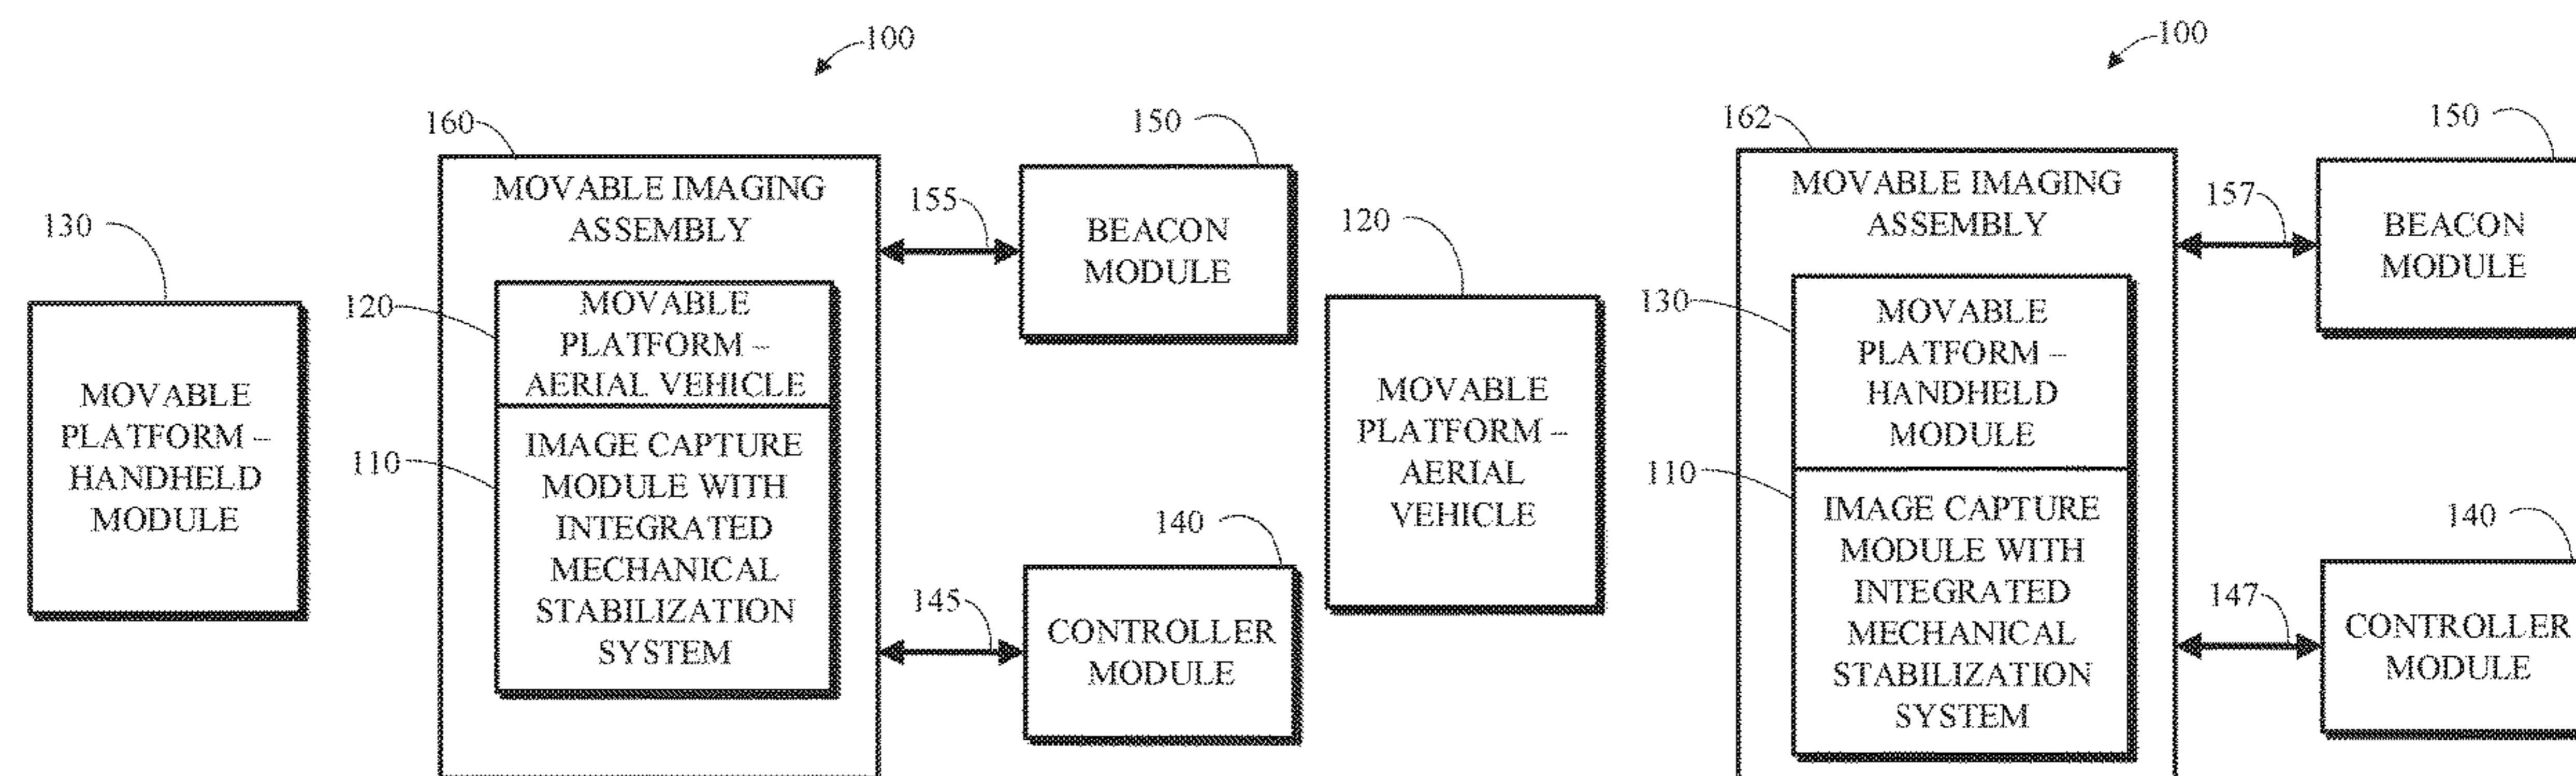 100
130
MOVABLE
PLATFORM –
HANDHELD
MODULE
160
MOVABLE IMAGING
ASSEMBLY
120
MOVABLE
PLATFORM –
AERIAL VEHICLE
110
IMAGE CAPTURE
MODULE WITH
INTEGRATED
MECHANICAL
STABILIZATION
SYSTEM
155
150
BEACON
MODULE
145
140
CONTROLLER
MODULE
100
120
MOVABLE
PLATFORM –
AERIAL
VEHICLE
162
MOVABLE IMAGING
ASSEMBLY
130
MOVABLE
PLATFORM –
HANDHELD
MODULE
110
IMAGE CAPTURE
MODULE WITH
INTEGRATED
MECHANICAL
STABILIZATION
SYSTEM
157
150
BEACON
MODULE
147
140
CONTROLLER
MODULE